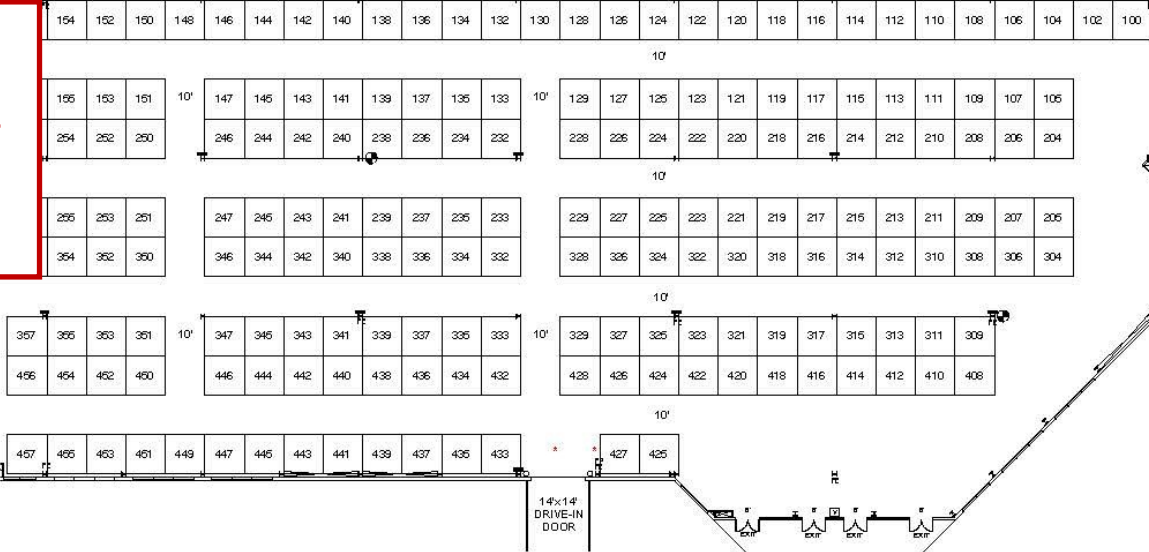 154 152 150 148 146 144 142 140 138 136 134 132 130 128 126 124 122 120 118 116 114 112 110 108 106 104 102 100
10'
155 153 151 10' 147 145 143 141 139 137 135 133 10' 129 127 125 123 121 119 117 115 113 111 109 107 105
254 252 250 246 244 242 240 238 236 234 232 228 226 224 222 220 218 216 214 212 210 208 206 204
10'
255 253 251 247 245 243 241 239 237 235 233 229 227 225 223 221 219 217 215 213 211 209 207 205
354 352 350 346 344 342 340 338 336 334 332 328 326 324 322 320 318 316 314 312 310 308 306 304
10'
357 355 353 351 10' 347 345 343 341 339 337 335 333 10' 329 327 325 323 321 319 317 315 313 311 309
456 454 452 450 446 444 442 440 438 436 434 432 428 426 424 422 420 418 416 414 412 410 408
10'
457 455 453 451 449 447 445 443 441 439 437 435 433 * * 427 425
14'x14'
DRIVE-IN
DOOR
EXIT EXIT EXIT EXIT